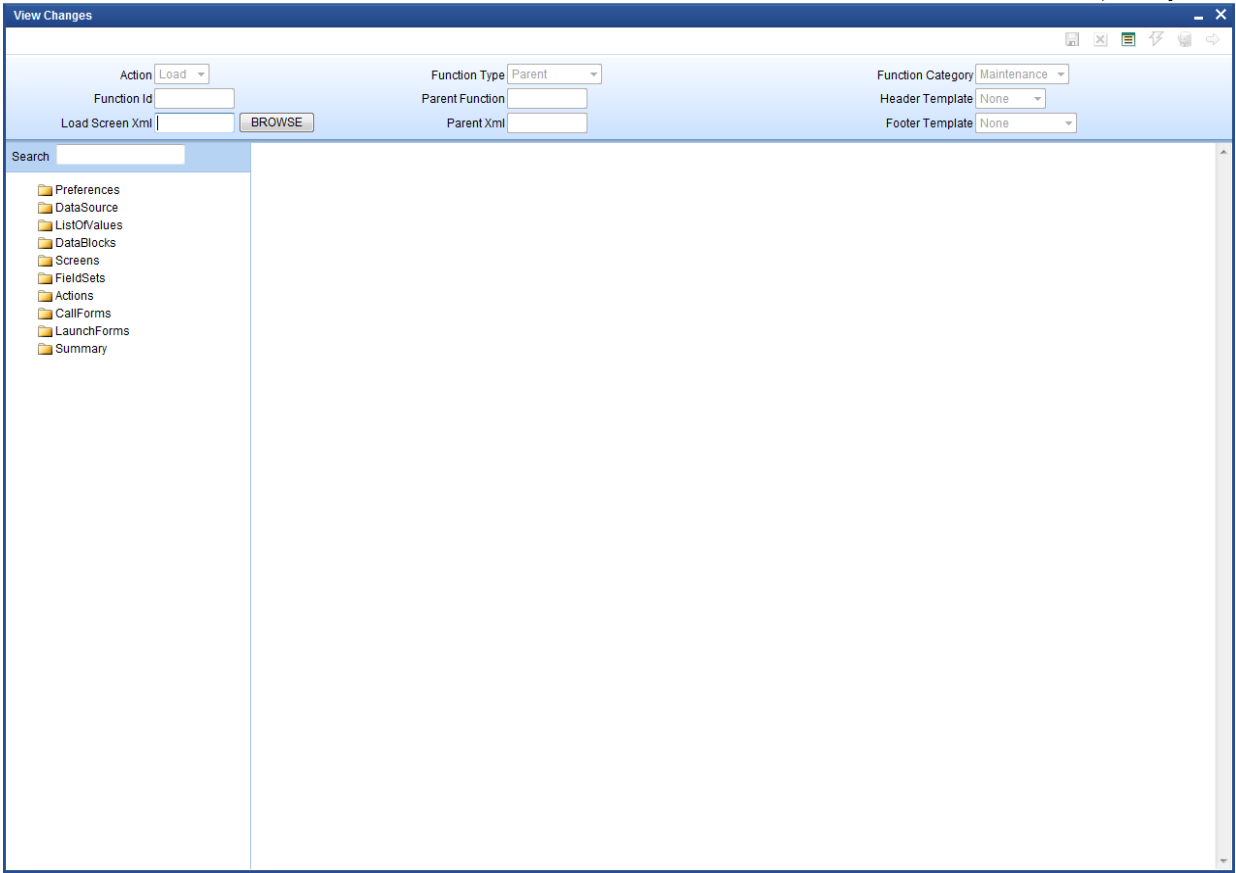 View Changes
Action Load Function Type Parent Function Category Maintenance
Function Id Parent Function Header Template None
Load Screen Xml BROWSE Parent Xml Footer Template None
Search
Preferences
DataSource
ListOfValues
DataBlocks
Screens
FieldSets
Actions
CallForms
LaunchForms
Summary